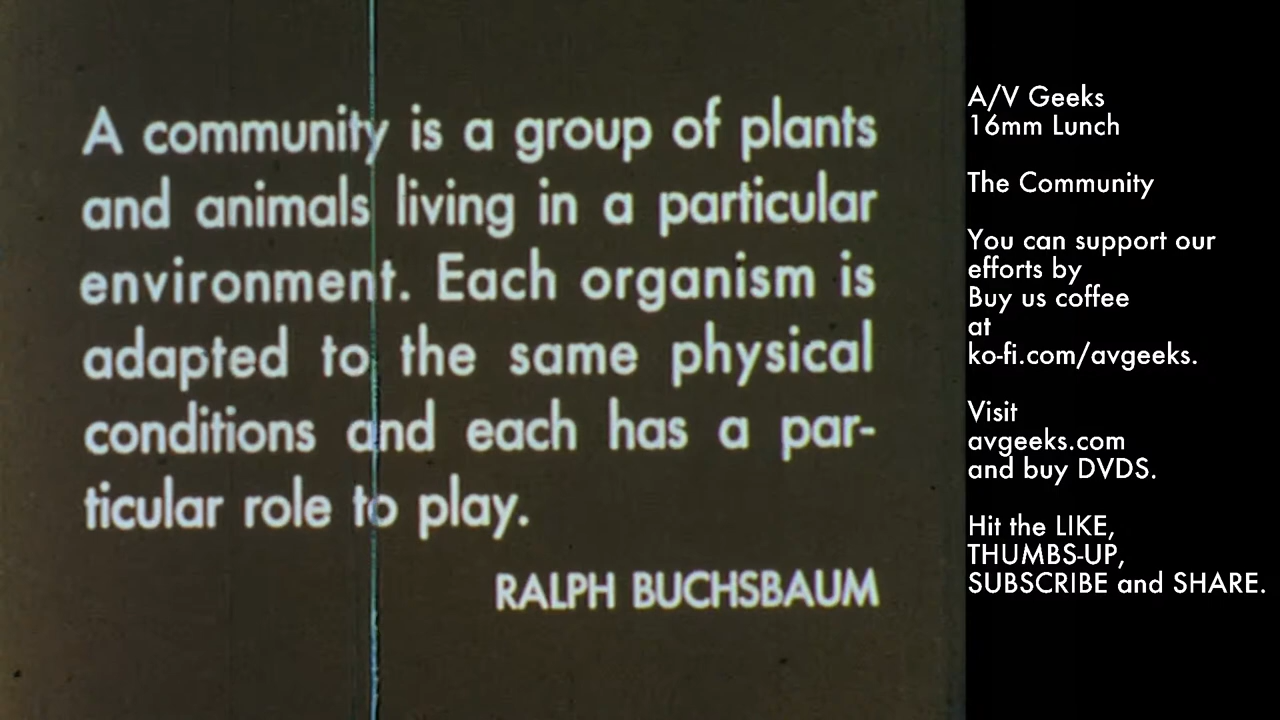 A community is a group of plants
and animals living in a particular
environment. Each organism is
adapted to the same physical
conditions and each has a par-
ticular role to play.
RALPH BUCHSBAUM
A/V Geeks
16mm Lunch
The Community
You can support our
efforts by
Buy us coffee
at
ko-fi.com/avgeeks.
Visit
avgeeks.com
and buy DVDS.
Hit the LIKE,
THUMBS-UP,
SUBSCRIBE and SHARE.